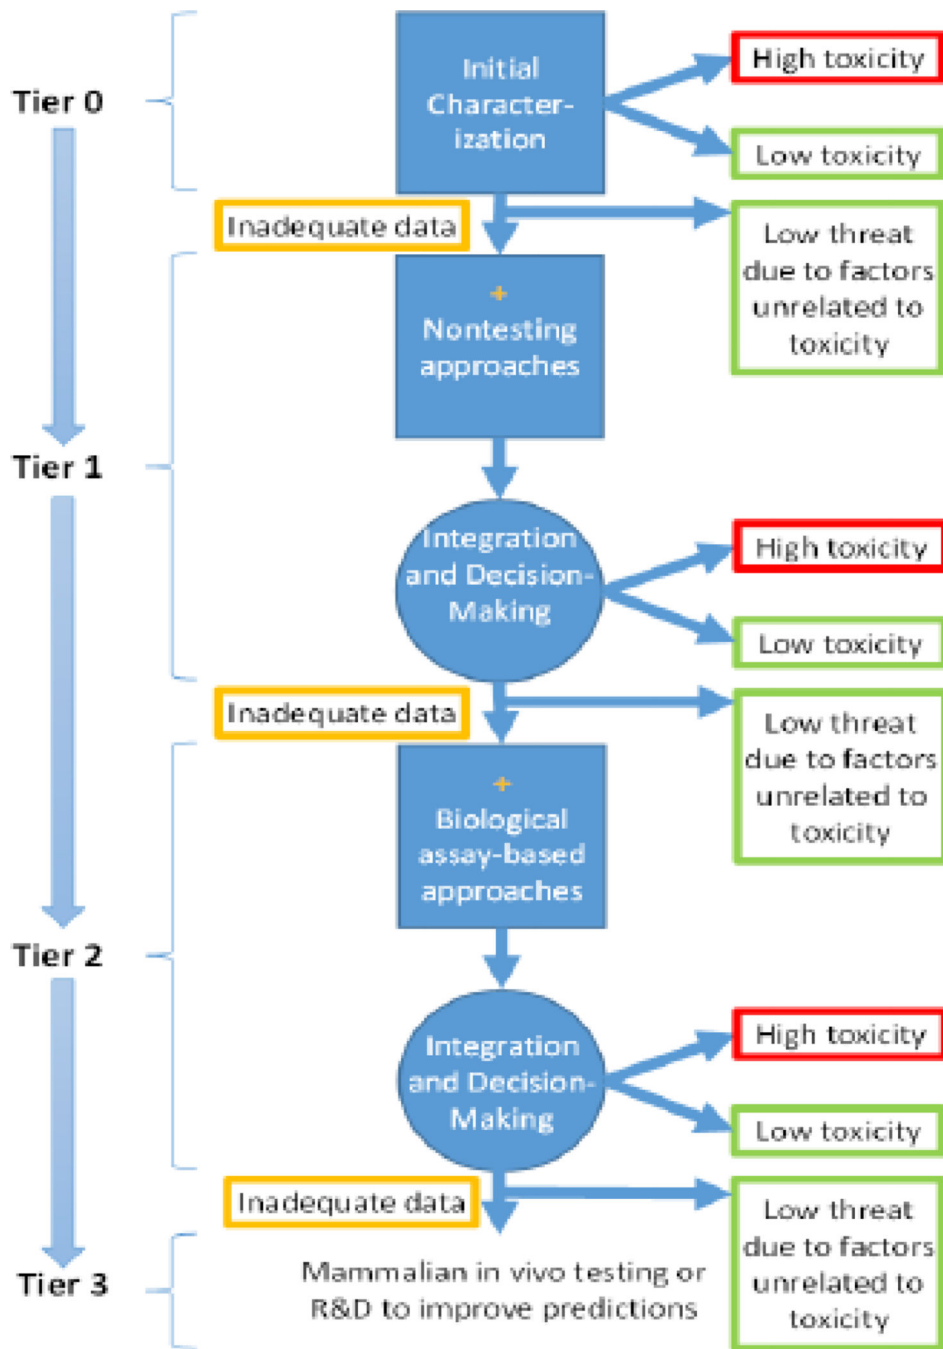 Tier 0
Initial
Character-
ization
High toxicity
Low toxicity
Inadequate data
Low threat
due to factors
unrelated to
toxicity
Tier 1
+
Nontesting
approaches
Integration
and Decision-
Making
High toxicity
Low toxicity
Inadequate data
Low threat
due to factors
unrelated to
toxicity
Tier 2
+
Biological
assay-based
approaches
Integration
and Decision-
Making
High toxicity
Low toxicity
Inadequate data
Low threat
due to factors
unrelated to
toxicity
Tier 3
Mammalian in vivo testing or
R&D to improve predictions